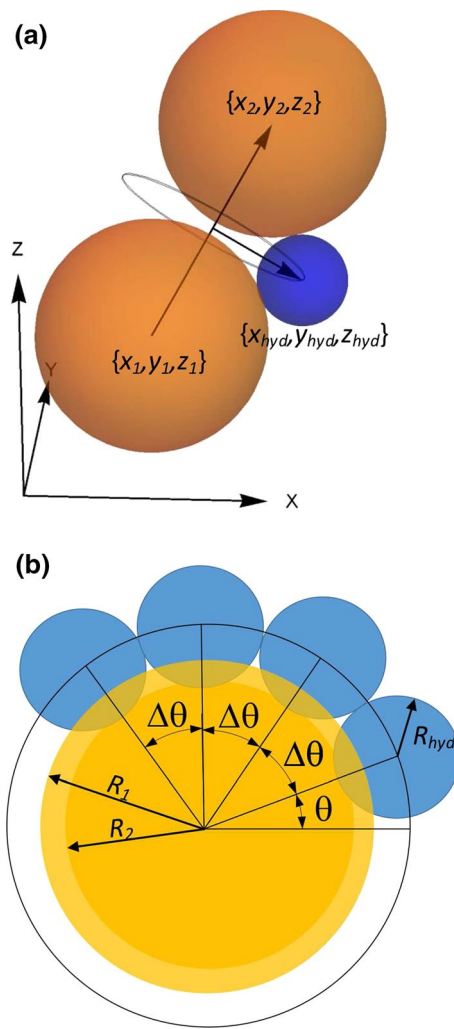 (a)
{x2,y2,z2}
Z
{xhyd,yhyd,zhyd}
{x1,y1,z1}
Y
X
(b)
Δθ
Δθ
Δθ
Rhyd
R1
θ
R2